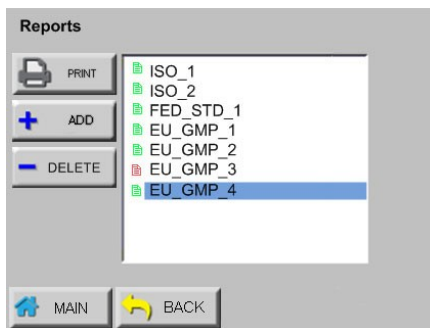 Reports
PRINT
ADD
DELETE
ISO_1
ISO_2
FED_STD_1
EU_GMP_1
EU_GMP_2
EU_GMP_3
EU_GMP_4
MAIN
BACK